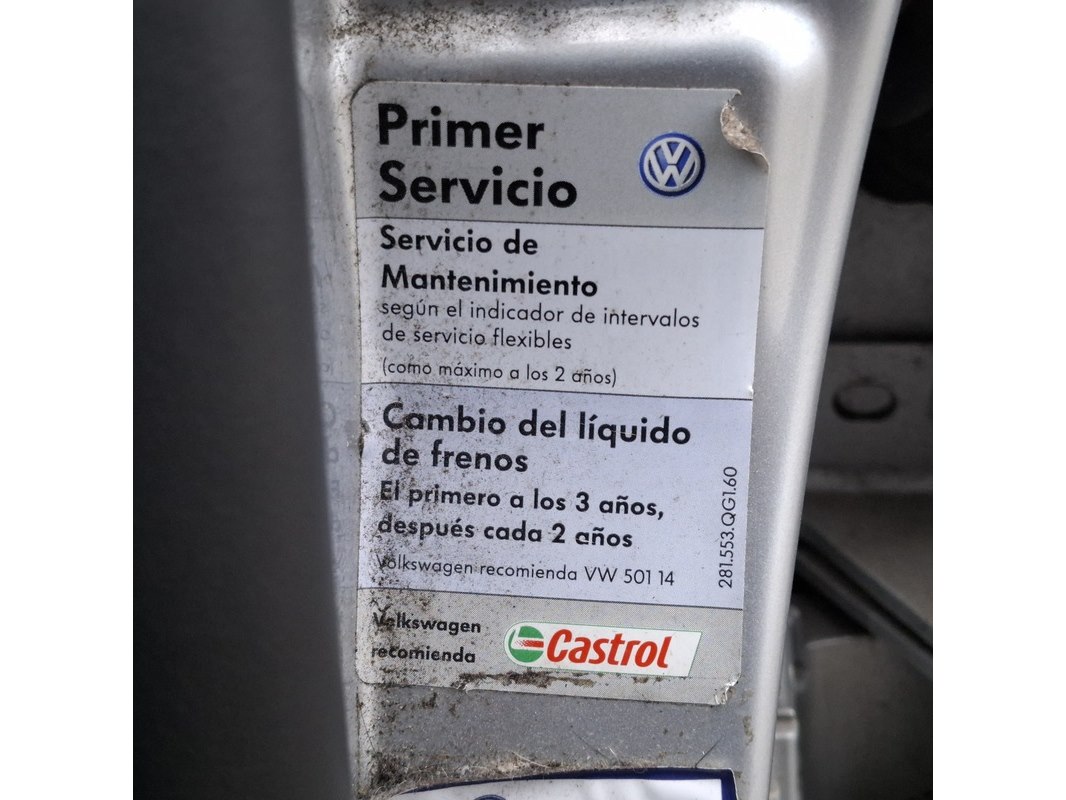 Primer
Servicio
Servicio de
Mantenimiento
según el indicador de intervalos
de servicio flexibles
(como máximo a los 2 años)
Cambio del líquido
de frenos
El primero a los 3 años,
después cada 2 años
Volkswagen recomienda VW 501 14
281.553.QG1.60
Volkswagen
recomienda
Castrol